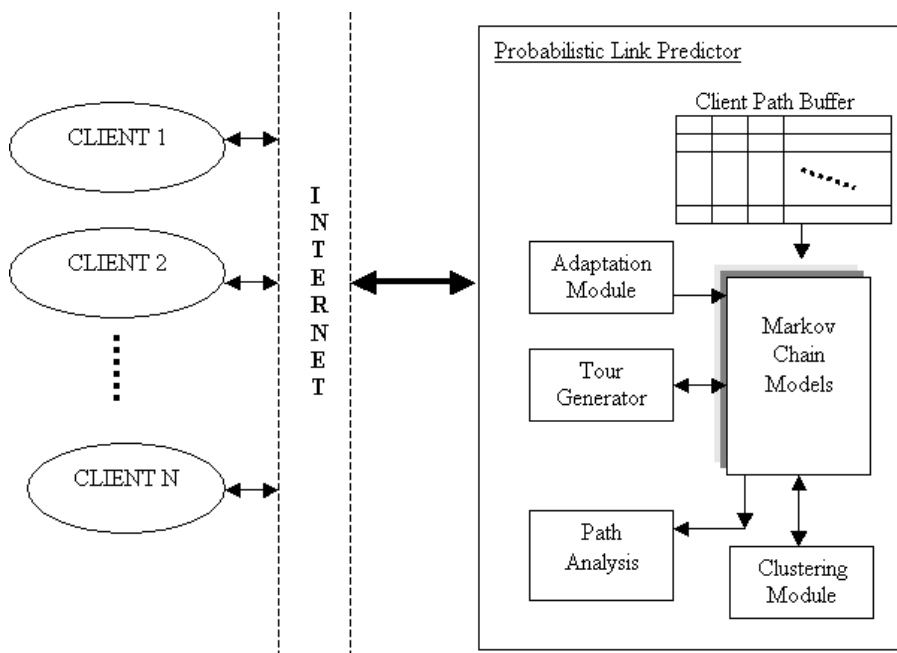 Probabilistic Link Predictor
Client Path Buffer
CLIENT 1
CLIENT 2
CLIENT N
INTERNET
Adaptation
Module
Tour
Generator
Path
Analysis
Markov
Chain
Models
Clustering
Module